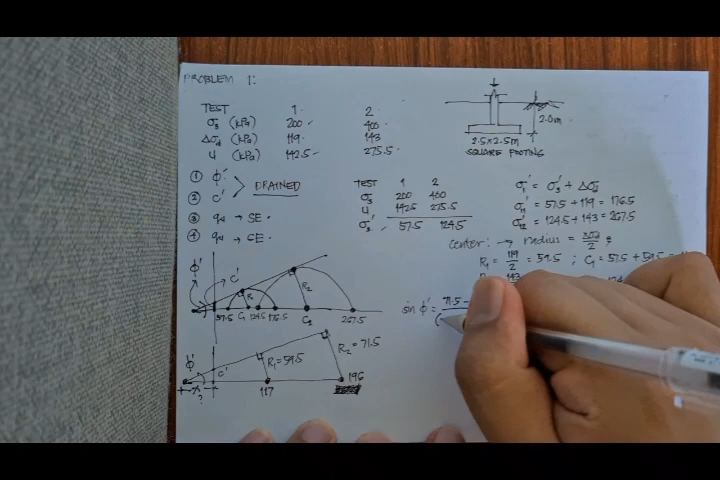 PROBLEM 1:
TEST 1 2
σ₃ (kPa) 200 400
Δσd (kPa) 119 143
u (kPa) 142.5 275.5
2.0m
2.5×2.5m
SQUARE FOOTING
① φ'
② c'
DRAINED
③ qu → SE
④ qu → CE
TEST 1 2
σ₃ 200 400
u 142.5 275.5
σ₃' 57.5 124.5
σ₁' = σ₃' + Δσd
σ₁₁' = 57.5 + 119 = 176.5
σ₁₂' = 124.5 + 143 = 267.5
center: → radius = Δσd/2
R₁ = 119/2 = 59.5 ; C₁ = 57.5 + 59.5
φ' c' R₁ R₂
57.5 C₁ 124.5 176.5 C₂ 267.5
sin φ' = 71.5 -
(
φ' c' R₁ = 59.5 R₂ = 71.5
x
?
117 196